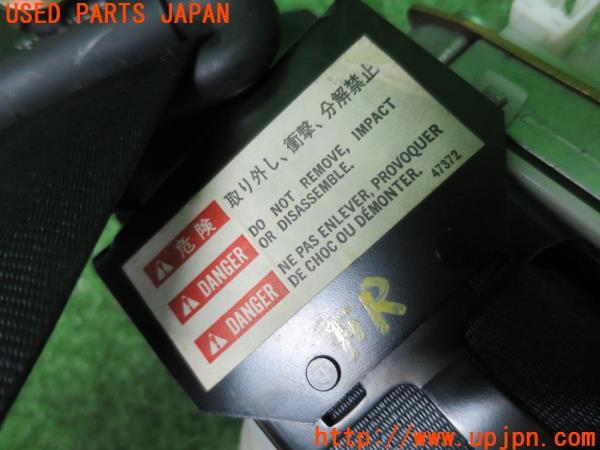 USED PARTS JAPAN
危険
取り外し、衝撃、分解禁止
DANGER
DO NOT REMOVE, IMPACT
OR DISASSEMBLE.
DANGER
NE PAS ENLEVER, PROVOQUER
DE CHOC OU DÉMONTER.
47372
R
http://www.upjpn.com/